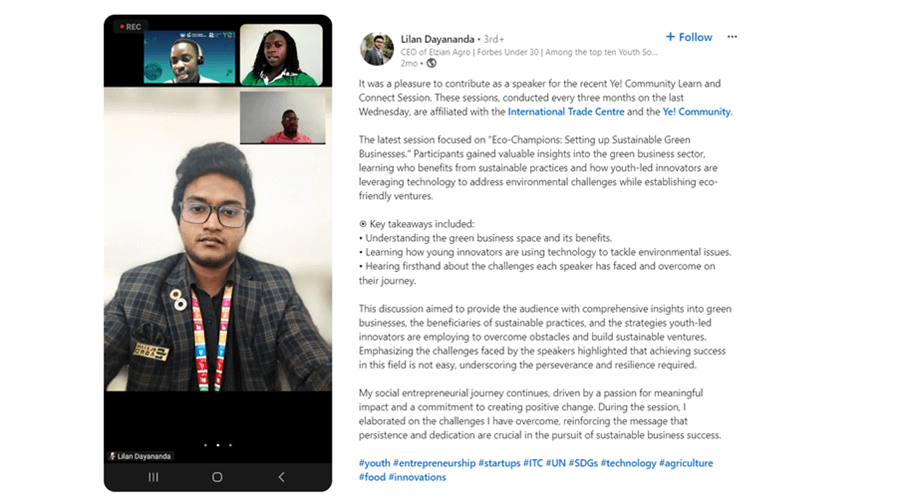 REC
YE!
Lilan Dayananda
Lilan Dayananda • 3rd+
+ Follow
CEO of Elzian Agro | Forbes Under 30 | Among the top ten Youth So...
2mo •
It was a pleasure to contribute as a speaker for the recent Ye! Community Learn and
Connect Session. These sessions, conducted every three months on the last
Wednesday, are affiliated with the International Trade Centre and the Ye! Community.
The latest session focused on "Eco-Champions: Setting up Sustainable Green
Businesses." Participants gained valuable insights into the green business sector,
learning who benefits from sustainable practices and how youth-led innovators are
leveraging technology to address environmental challenges while establishing eco-
friendly ventures.
Key takeaways included:
• Understanding the green business space and its benefits.
• Learning how young innovators are using technology to tackle environmental issues.
• Hearing firsthand about the challenges each speaker has faced and overcome on
their journey.
This discussion aimed to provide the audience with comprehensive insights into green
businesses, the beneficiaries of sustainable practices, and the strategies youth-led
innovators are employing to overcome obstacles and build sustainable ventures.
Emphasizing the challenges faced by the speakers highlighted that achieving success
in this field is not easy, underscoring the perseverance and resilience required.
My social entrepreneurial journey continues, driven by a passion for meaningful
impact and a commitment to creating positive change. During the session, I
elaborated on the challenges I have overcome, reinforcing the message that
persistence and dedication are crucial in the pursuit of sustainable business success.
#youth #entrepreneurship #startups #ITC #UN #SDGs #technology #agriculture
#food #innovations